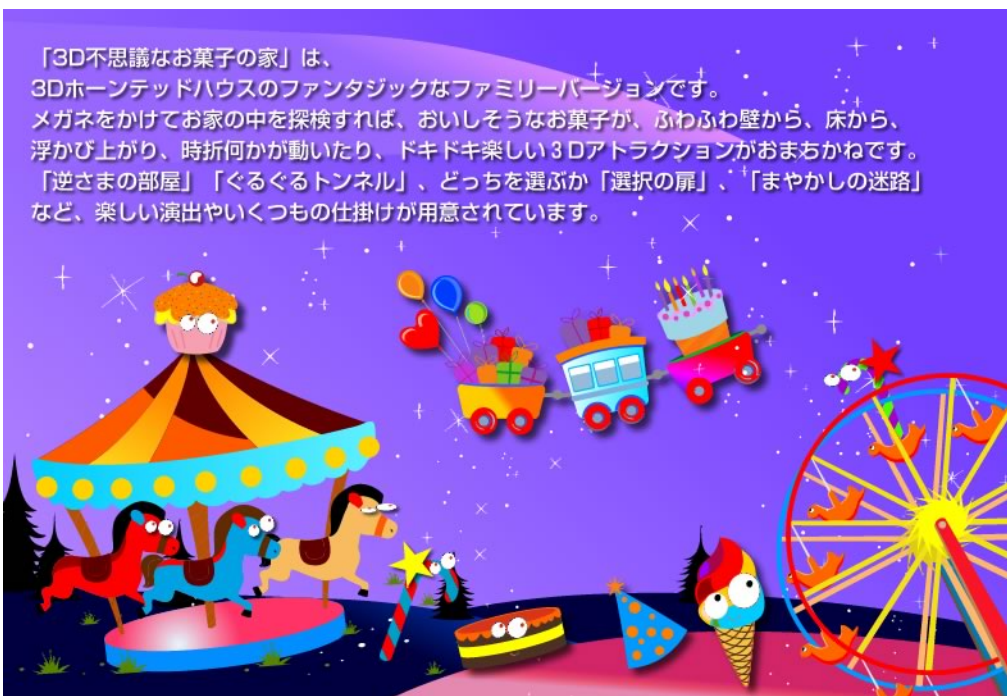 「3D不思議なお菓子の家」は、
3Dホーンテッドハウスのファンタジックなファミリーバージョンです。
メガネをかけてお家の中を探検すれば、おいしそうなお菓子が、ふわふわ壁から、床から、
浮かび上がり、時折何かが動いたり、ドキドキ楽しい３Dアトラクションがおまちかねです。
「逆さまの部屋」「ぐるぐるトンネル」、どっちを選ぶか「選択の扉」、「まやかしの迷路」
など、楽しい演出やいくつもの仕掛けが用意されています。